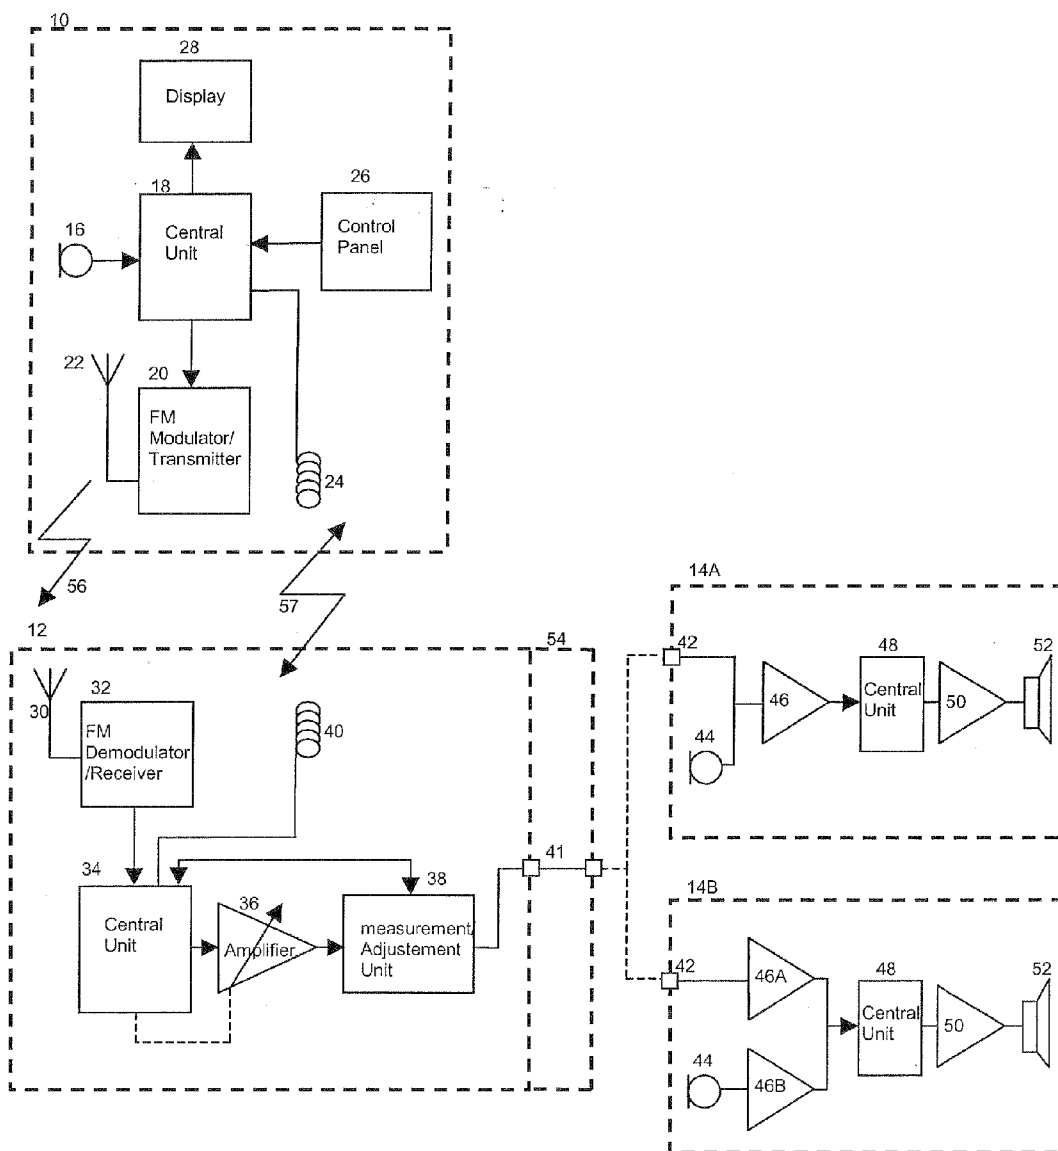 10
28
Display
18
26
16
Central
Unit
Control
Panel
22
20
FM
Modulator/
Transmitter
24
56
57
12
54
30
32
FM
Demodulator
/Receiver
40
34
Central
Unit
36
Amplifier
38
measurement/
Adjustement
Unit
41
14A
42
48
52
46
Central
Unit
50
44
14B
42
48
52
46A
Central
Unit
50
44
46B